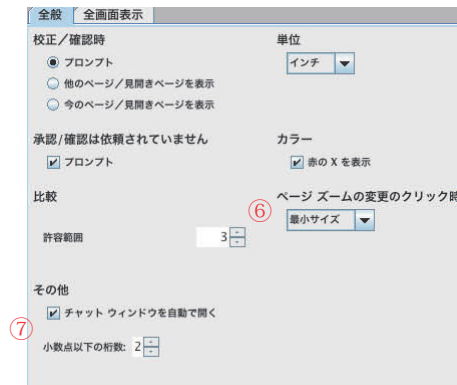 全般 全画面表示
校正／確認時
プロンプト
他のページ／見開きページを表示
今のページ／見開きページを表示
単位
インチ
承認/確認は依頼されていません
プロンプト
カラー
赤の X を表示
比較
許容範囲 3
⑥
ページ ズームの変更のクリック時
最小サイズ
その他
チャット ウィンドウを自動で開く
⑦
小数点以下の桁数: 2